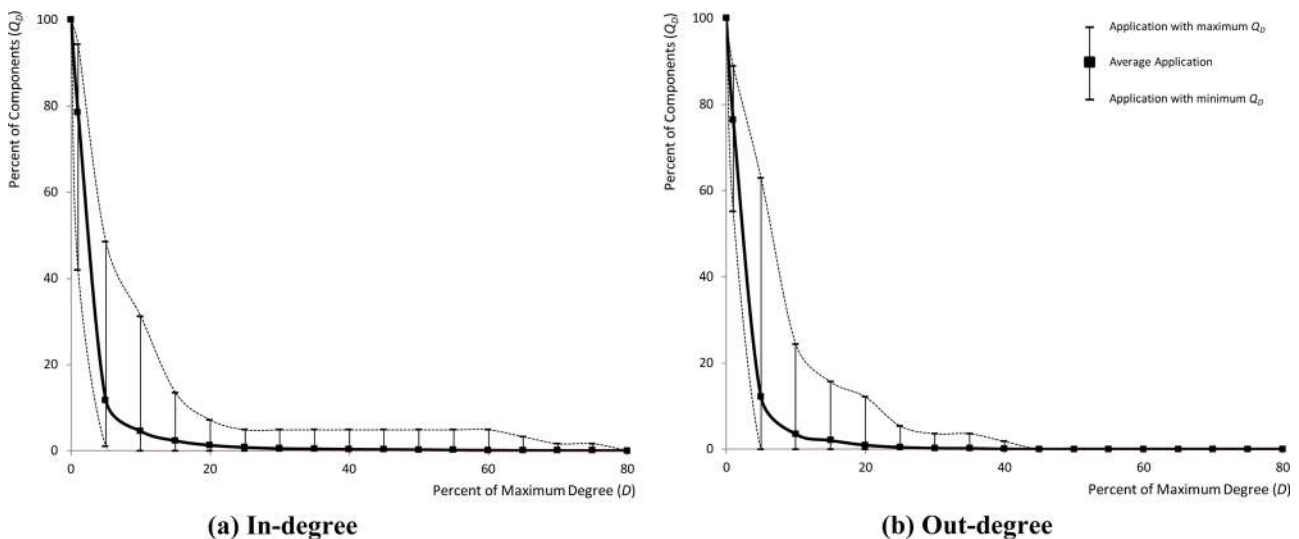 Percent of Components (Q_D)
100
80
60
40
20
0
0 20 40 60 80
Percent of Maximum Degree (D)
(a) In-degree
Percent of Components (Q_D)
100
80
60
40
20
0
0 20 40 60 80
Percent of Maximum Degree (D)
Application with maximum Q_D
Average Application
Application with minimum Q_D
(b) Out-degree